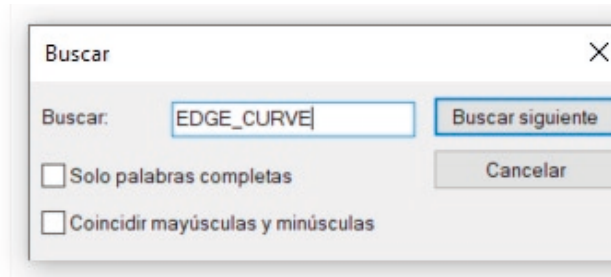 Buscar
Buscar: EDGE_CURVE Buscar siguiente
Solo palabras completas Cancelar
Coincidir mayúsculas y minúsculas